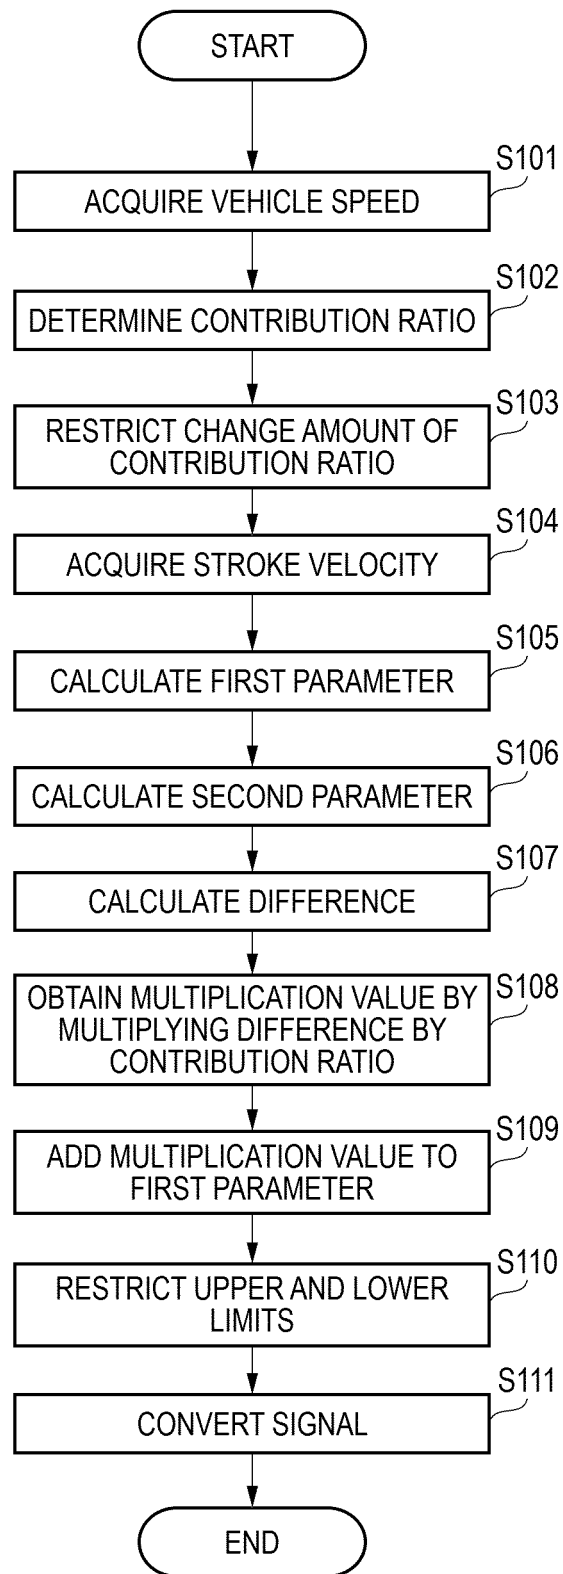 START
S101
ACQUIRE VEHICLE SPEED
S102
DETERMINE CONTRIBUTION RATIO
S103
RESTRICT CHANGE AMOUNT OF
CONTRIBUTION RATIO
S104
ACQUIRE STROKE VELOCITY
S105
CALCULATE FIRST PARAMETER
S106
CALCULATE SECOND PARAMETER
S107
CALCULATE DIFFERENCE
S108
OBTAIN MULTIPLICATION VALUE BY
MULTIPLYING DIFFERENCE BY
CONTRIBUTION RATIO
S109
ADD MULTIPLICATION VALUE TO
FIRST PARAMETER
S110
RESTRICT UPPER AND LOWER
LIMITS
S111
CONVERT SIGNAL
END